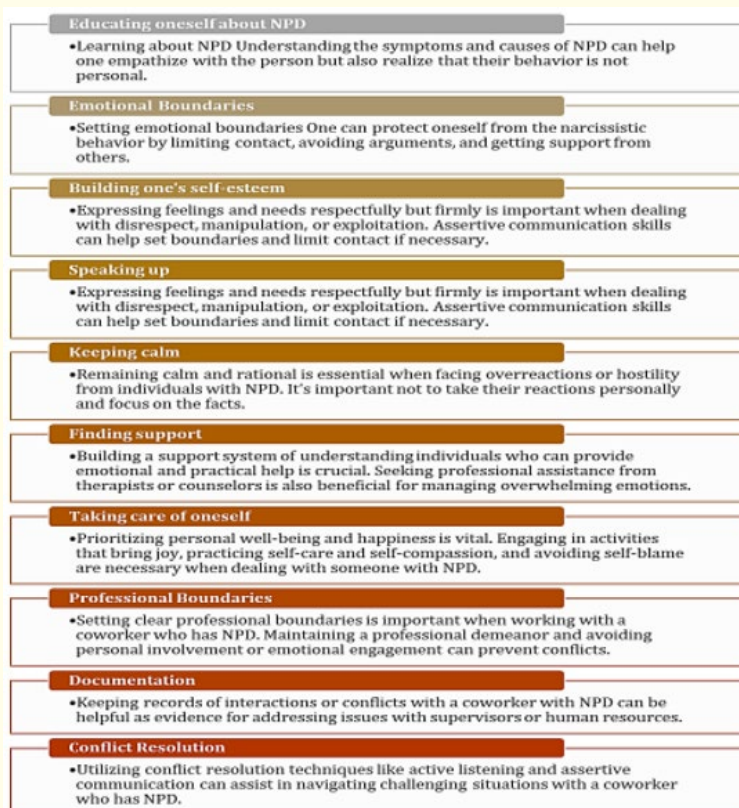 Educating oneself about NPD
•Learning about NPD Understanding the symptoms and causes of NPD can help
one empathize with the person but also realize that their behavior is not
personal.
Emotional Boundaries
•Setting emotional boundaries One can protect oneself from the narcissistic
behavior by limiting contact, avoiding arguments, and getting support from
others.
Building one's self-esteem
•Expressing feelings and needs respectfully but firmly is important when dealing
with disrespect, manipulation, or exploitation. Assertive communication skills
can help set boundaries and limit contact if necessary.
Speaking up
•Expressing feelings and needs respectfully but firmly is important when dealing
with disrespect, manipulation, or exploitation. Assertive communication skills
can help set boundaries and limit contact if necessary.
Keeping calm
•Remaining calm and rational is essential when facing overreactions or hostility
from individuals with NPD. It's important not to take their reactions personally
and focus on the facts.
Finding support
•Building a support system of understanding individuals who can provide
emotional and practical help is crucial. Seeking professional assistance from
therapists or counselors is also beneficial for managing overwhelming emotions.
Taking care of oneself
•Prioritizing personal well-being and happiness is vital. Engaging in activities
that bring joy, practicing self-care and self-compassion, and avoiding self-blame
are necessary when dealing with someone with NPD.
Professional Boundaries
•Setting clear professional boundaries is important when working with a
coworker who has NPD. Maintaining a professional demeanor and avoiding
personal involvement or emotional engagement can prevent conflicts.
Documentation
•Keeping records of interactions or conflicts with a coworker with NPD can be
helpful as evidence for addressing issues with supervisors or human resources.
Conflict Resolution
•Utilizing conflict resolution techniques like active listening and assertive
communication can assist in navigating challenging situations with a coworker
who has NPD.